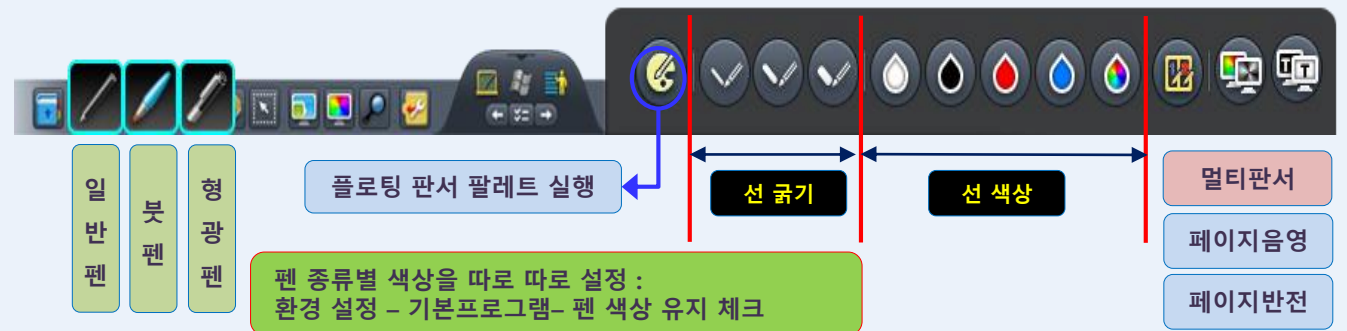 일반펜
붓펜
형광펜
플로팅 판서 팔레트 실행
선 굵기
선 색상
멀티판서
페이지음영
페이지반전
펜 종류별 색상을 따로 따로 설정 :
환경 설정 – 기본프로그램– 펜 색상 유지 체크